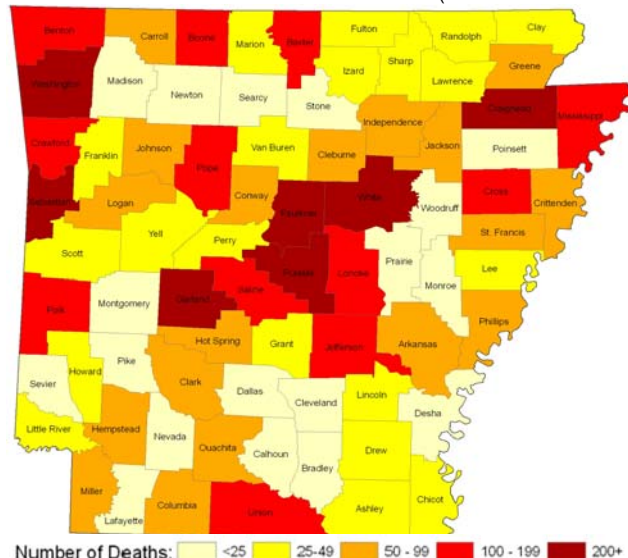 Benton
Carroll
Boone
Marion
Baxter
Fulton
Randolph
Clay
Washington
Madison
Newton
Searcy
Stone
Izard
Sharp
Lawrence
Greene
Craighead
Mississippi
Crawford
Franklin
Johnson
Pope
Van Buren
Cleburne
Independence
Jackson
Poinsett
Sebastian
Logan
Conway
Faulkner
White
Woodruff
Cross
Crittenden
Scott
Yell
Perry
Pulaski
Lonoke
Prairie
Monroe
St. Francis
Lee
Polk
Montgomery
Garland
Saline
Phillips
Sevier
Howard
Pike
Hot Spring
Grant
Jefferson
Arkansas
Clark
Dallas
Cleveland
Lincoln
Desha
Little River
Hempstead
Nevada
Ouachita
Calhoun
Bradley
Drew
Miller
Lafayette
Columbia
Union
Ashley
Chicot
Number of Deaths: <25 25-49 50 - 99 100 - 199 200+